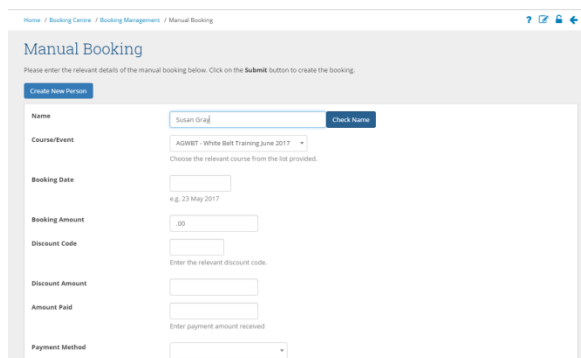 Home / Booking Centre / Booking Management / Manual Booking
?
Manual Booking
Please enter the relevant details of the manual booking below. Click on the Submit button to create the booking.
Create New Person
Name
Susan Gray
Check Name
Course/Event
AGWBT - White Belt Training June 2017
Choose the relevant course from the list provided.
Booking Date
e.g. 23 May 2017
Booking Amount
.00
Discount Code
Enter the relevant discount code.
Discount Amount
Amount Paid
Enter payment amount received
Payment Method